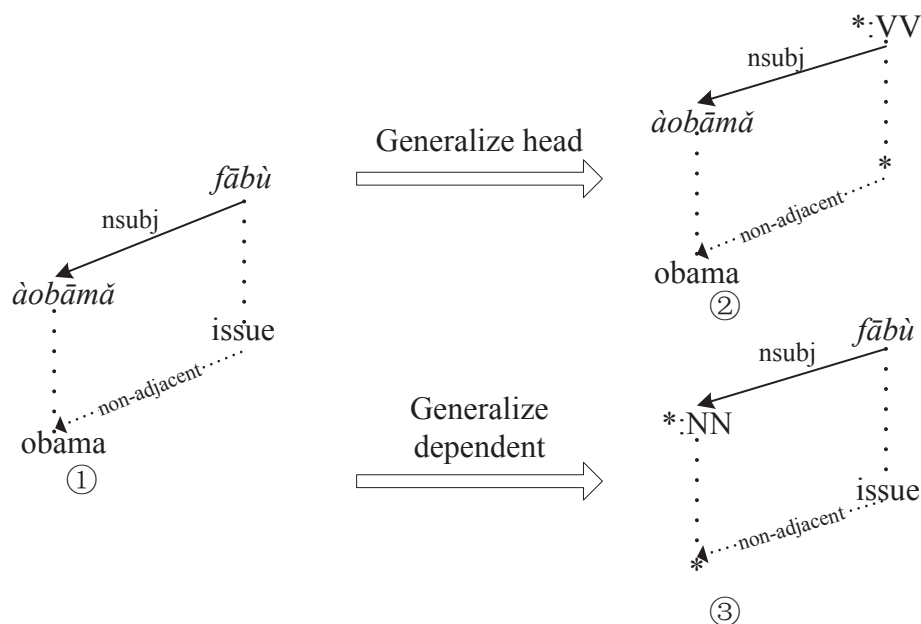 fābù
nsubj
àobāmǎ
issue
non-adjacent
obama
①
Generalize head
*:VV
nsubj
àobāmǎ
*
non-adjacent
obama
②
Generalize
dependent
fābù
nsubj
*:NN
issue
non-adjacent
*
③